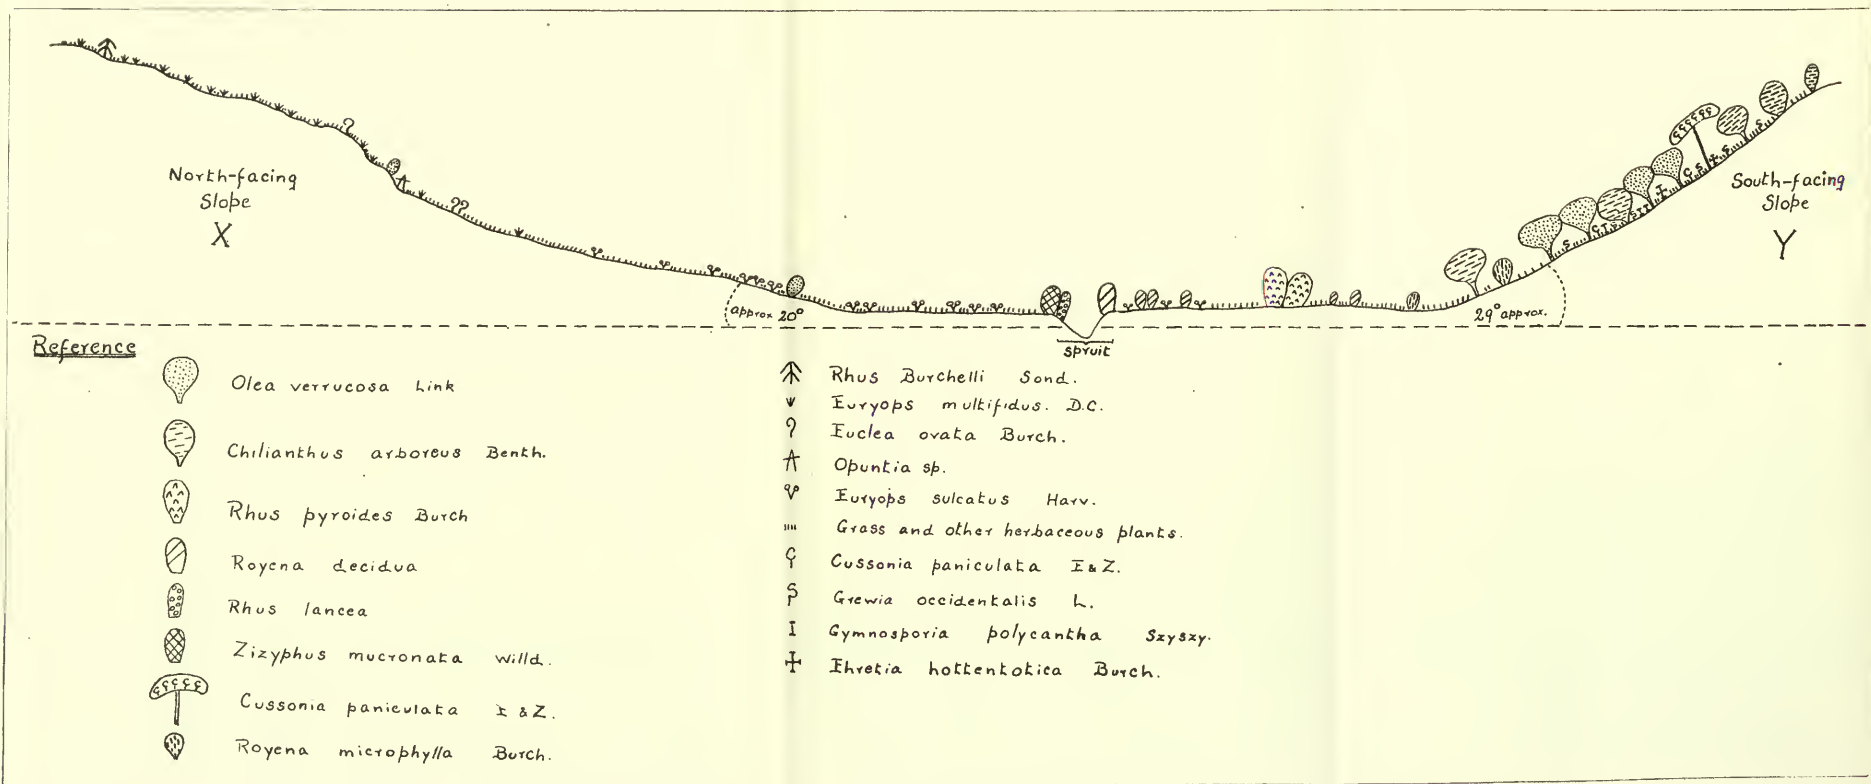 North-facing
Slope
X
South-facing
Slope
Y
approx. 20°
29° approx.
spruit
Reference
Olea verrucosa Link
Chilianthus arboreus Benth.
Rhus pyroides Burch
Royena decidua
Rhus lancea
Zizyphus mucronata Willd.
Cussonia paniculata E & Z.
Royena microphylla Burch.
Rhus Burchelli Sond.
Euryops multifidus. D.C.
Euclea ovata Burch.
Opuntia sp.
Euryops sulcatus Harv.
Grass and other herbaceous plants.
Cussonia paniculata E & Z.
Grewia occidentalis L.
Gymnosporia polycantha Szyszy.
Ehretia hottentotica Burch.